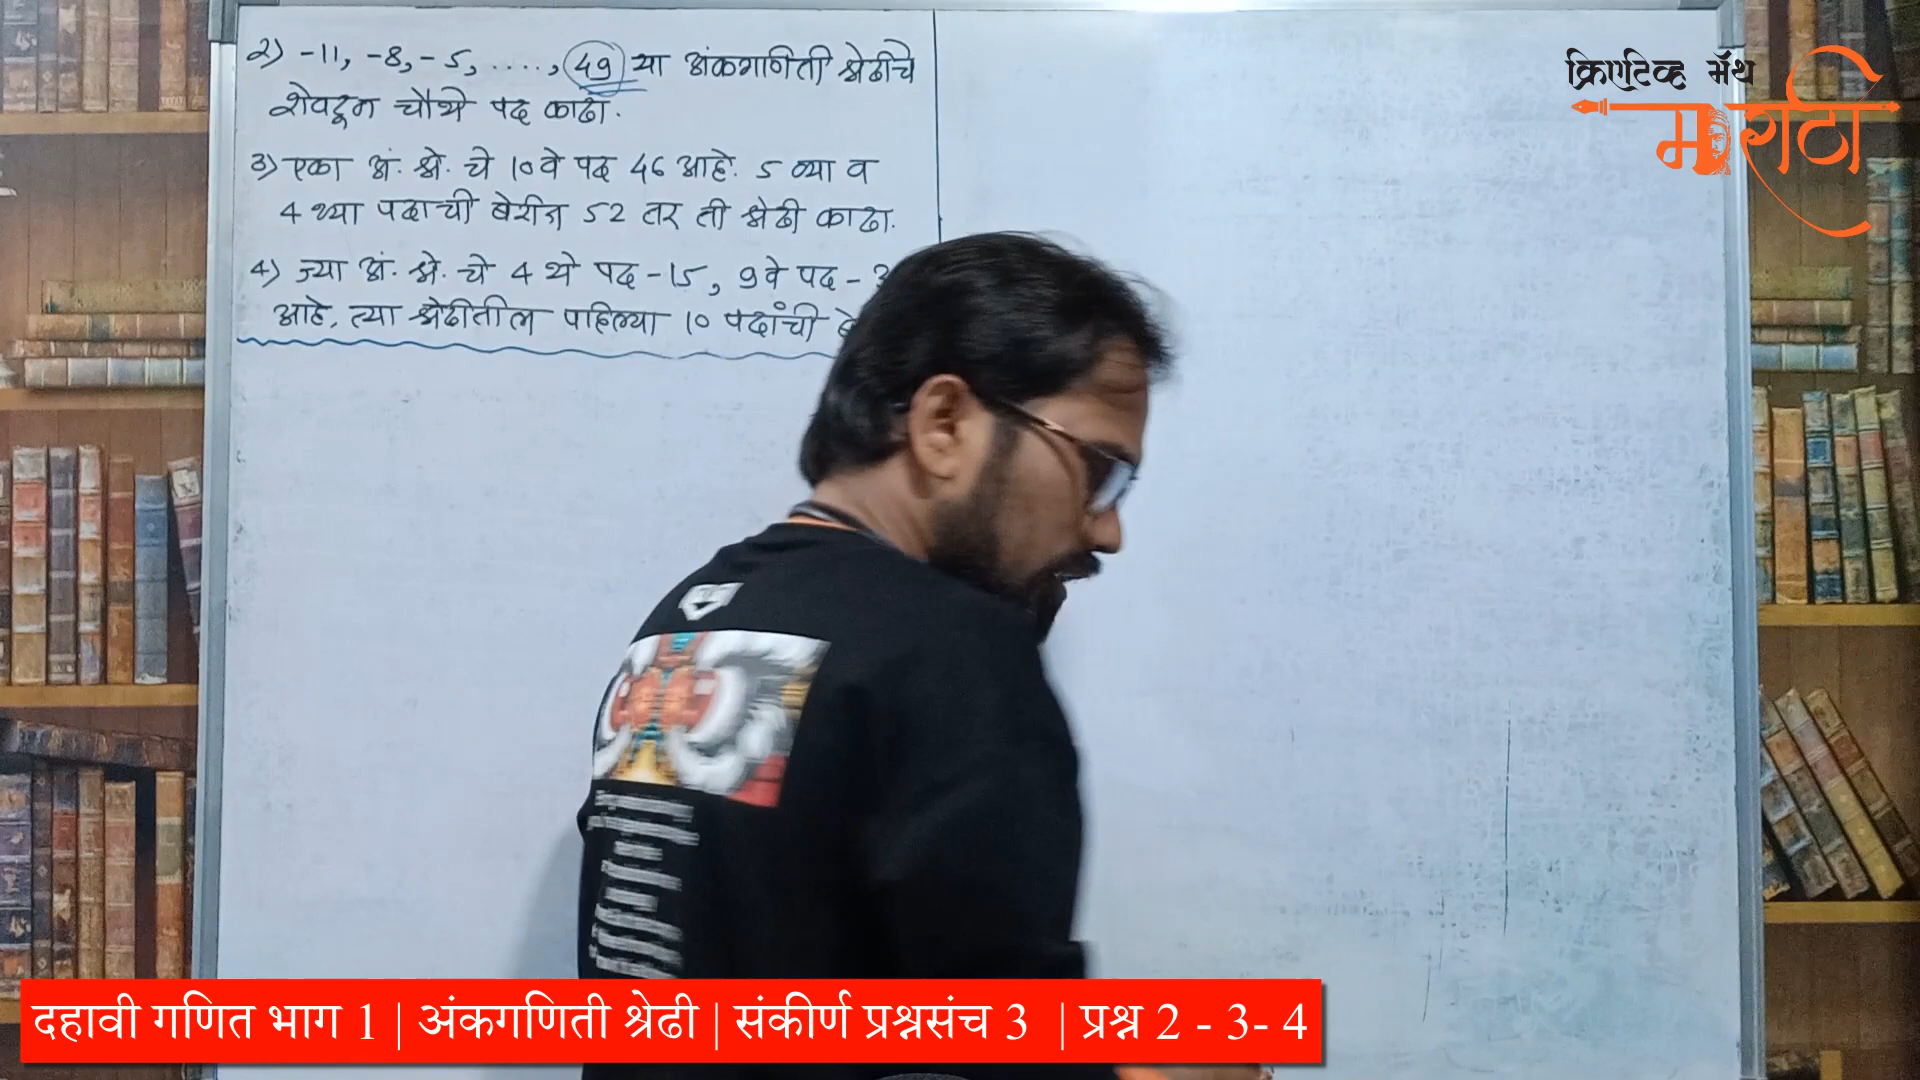 2) -11, -8, -5, ...., 49 या अंकगणिती श्रेढीचे
शेवटून चौथे पद काढा.
3) एका अं. श्रे. चे 10 वे पद 46 आहे. 5 व्या व
4 थ्या पदाची बेरीज 52 तर ती श्रेढी काढा.
4) ज्या अं. श्रे. चे 4 थे पद -15, 9 वे पद - 3
आहे. त्या श्रेढीतील पहिल्या 10 पदांची
क्रिएटिव्ह मॅथ
मराठी
दहावी गणित भाग 1 | अंकगणिती श्रेढी | संकीर्ण प्रश्नसंच 3 | प्रश्न 2 - 3- 4